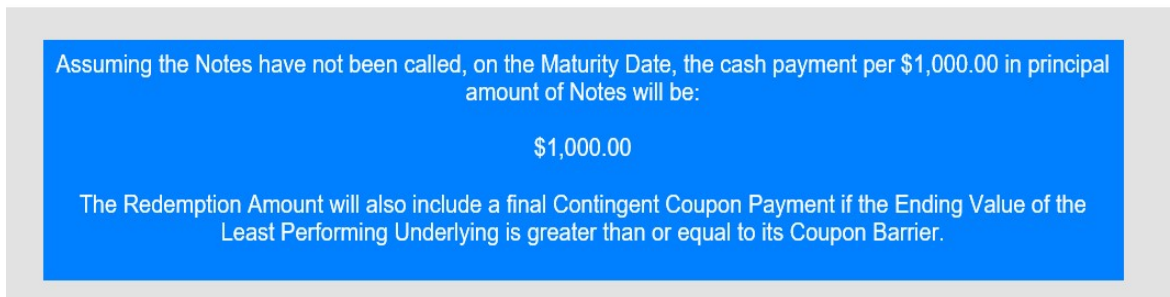 Assuming the Notes have not been called, on the Maturity Date, the cash payment per $1,000.00 in principal
amount of Notes will be:
$1,000.00
The Redemption Amount will also include a final Contingent Coupon Payment if the Ending Value of the
Least Performing Underlying is greater than or equal to its Coupon Barrier.